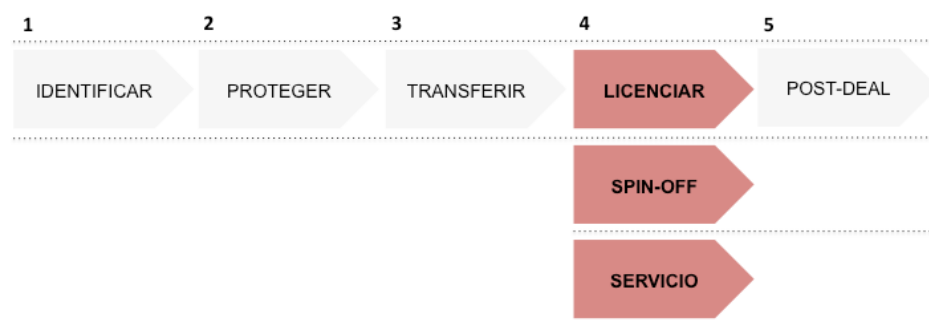 1 2 3 4 5
IDENTIFICAR PROTEGER TRANSFERIR LICENCIAR POST-DEAL
SPIN-OFF
SERVICIO